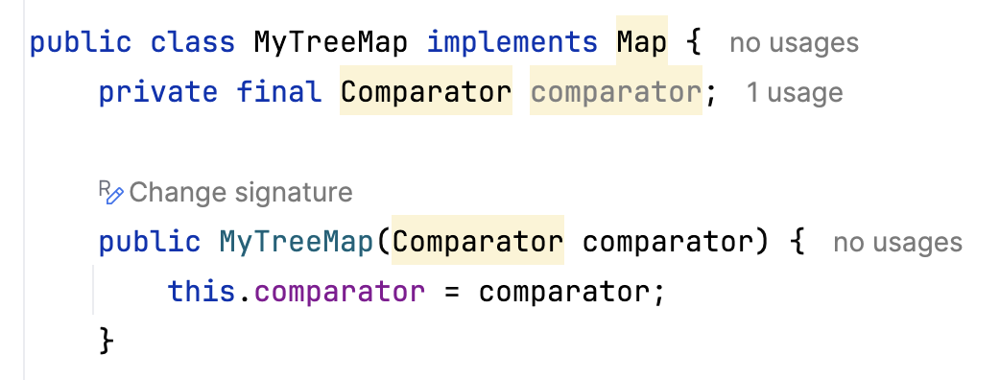 public class MyTreeMap implements Map { no usages
private final Comparator comparator; 1 usage
Change signature
public MyTreeMap(Comparator comparator) { no usages
this.comparator = comparator;
}